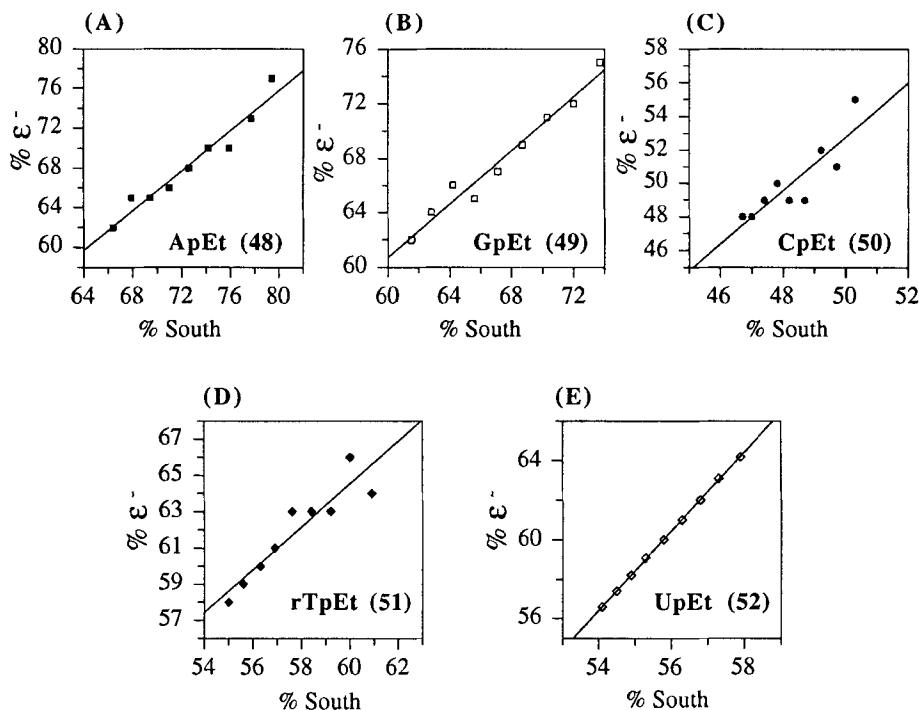 (A)
80
76
72
68
64
60
% ε -
ApEt (48)
64 68 72 76 80
% South
(B)
76
72
68
64
60
% ε -
GpEt (49)
60 64 68 72
% South
(C)
58
56
54
52
50
48
46
% ε -
CpEt (50)
46 48 50 52
% South
(D)
67
65
63
61
59
57
% ε -
rTpEt (51)
54 56 58 60 62
% South
(E)
64
60
56
% ε -
UpEt (52)
54 56 58
% South